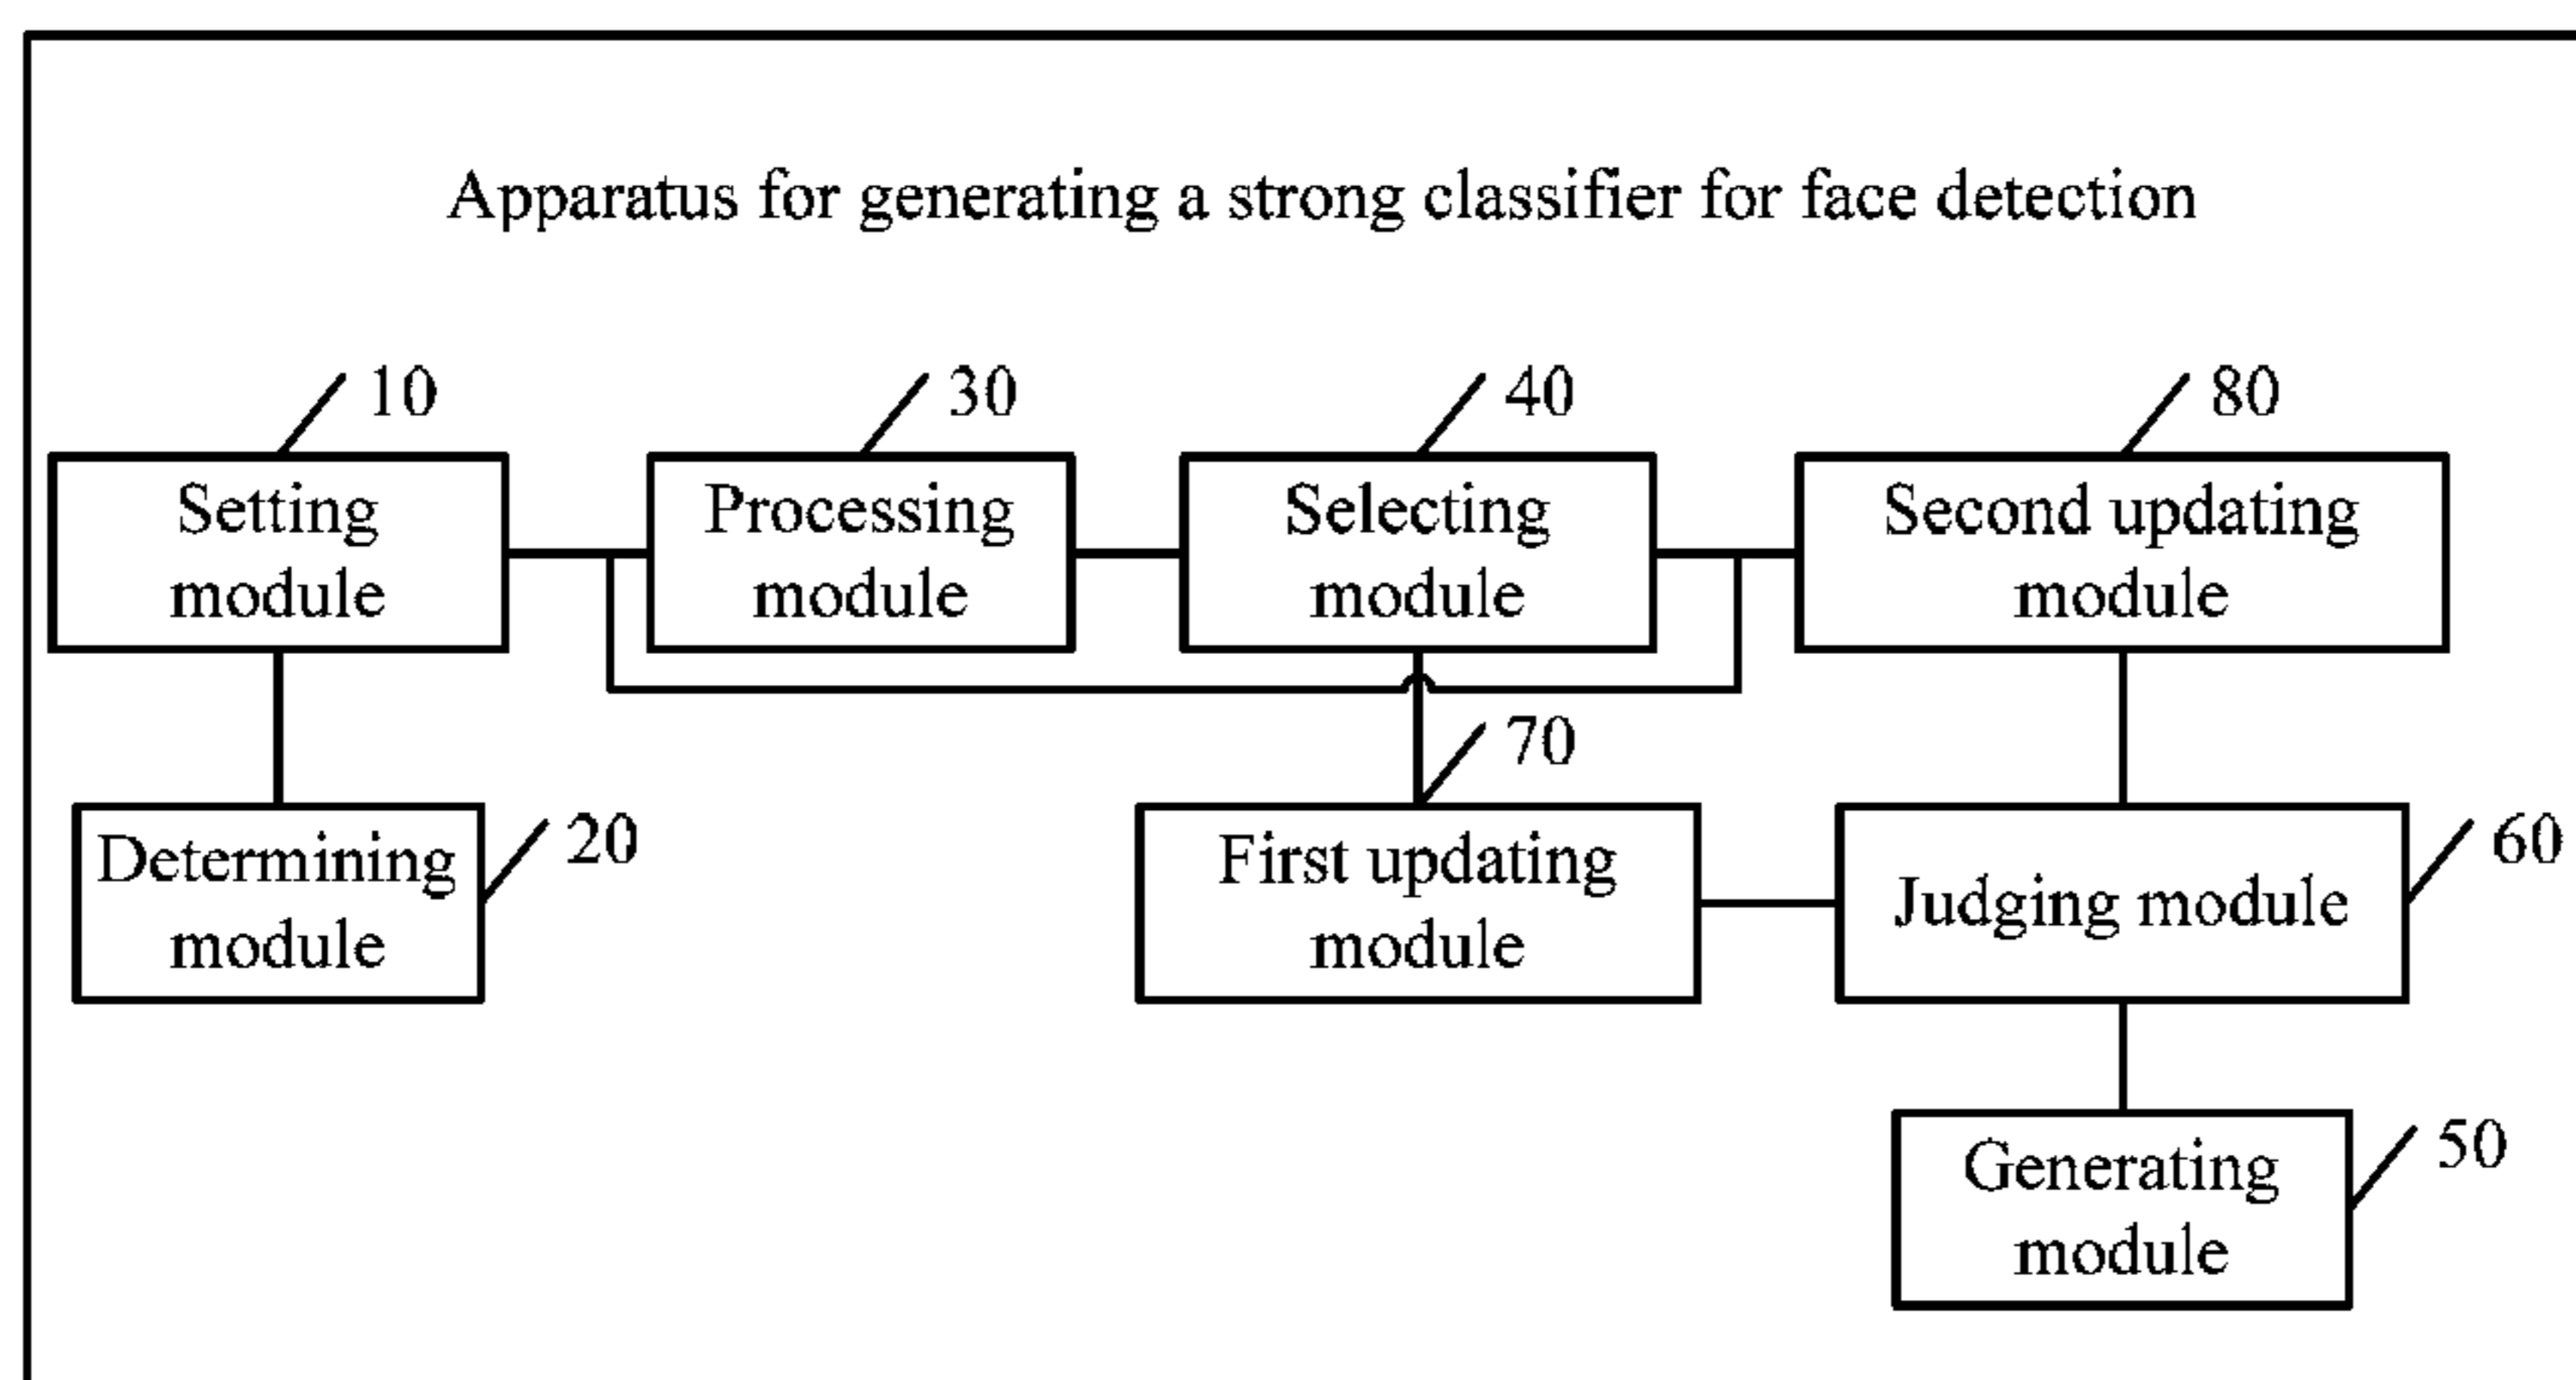 Apparatus for generating a strong classifier for face detection
10
30
40
80
Setting
module
Processing
module
Selecting
module
Second updating
module
70
20
60
Determining
module
First updating
module
Judging module
50
Generating
module